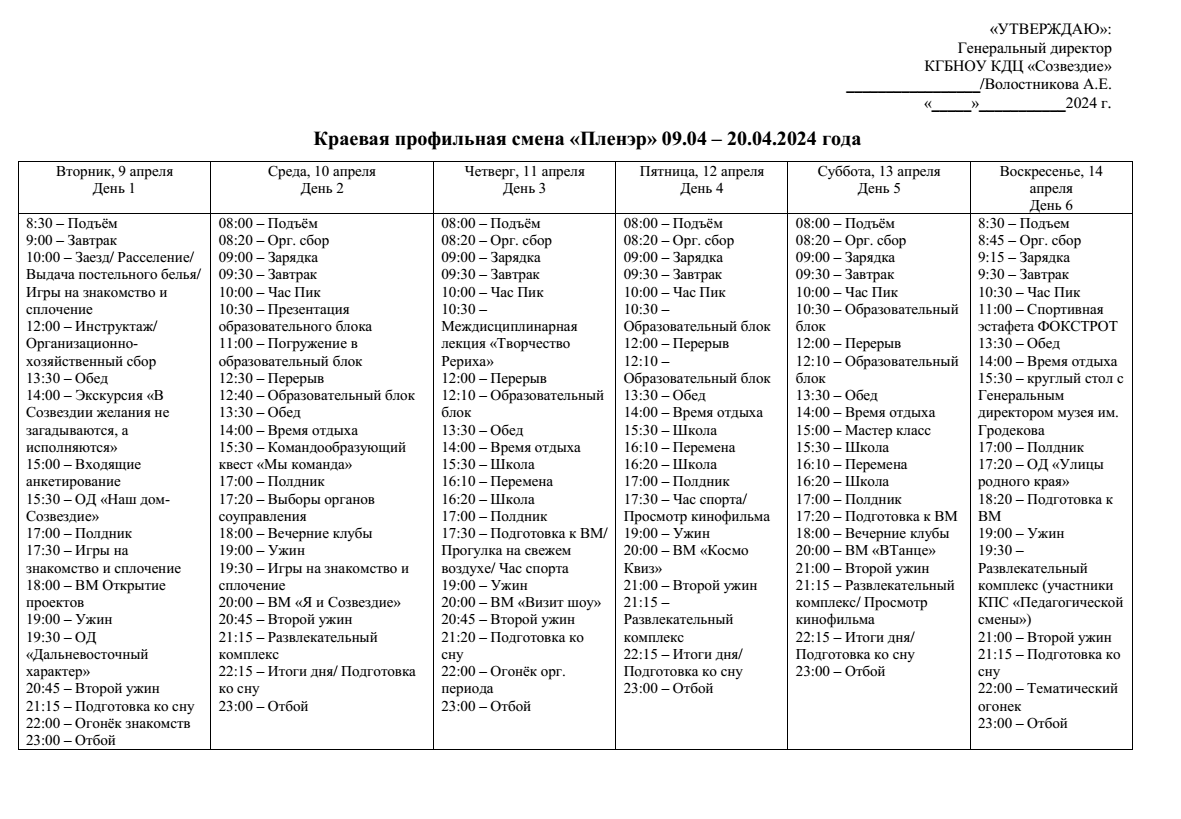 «УТВЕРЖДАЮ»:
Генеральный директор
КГБНОУ КДЦ «Созвездие»
_________________/Волостникова А.Е.
«_____»___________2024 г.
Краевая профильная смена «Пленэр» 09.04 – 20.04.2024 года
Вторник, 9 апреля
День 1
8:30 – Подъём
9:00 – Завтрак
10:00 – Заезд/ Расселение/
Выдача постельного белья/
Игры на знакомство и
сплочение
12:00 – Инструктаж/
Организационно-
хозяйственный сбор
13:30 – Обед
14:00 – Экскурсия «В
Созвездии желания не
загадываются, а
исполняются»
15:00 – Входящие
анкетирование
15:30 – ОД «Наш дом-
Созвездие»
17:00 – Полдник
17:30 – Игры на
знакомство и сплочение
18:00 – ВМ Открытие
проектов
19:00 – Ужин
19:30 – ОД
«Дальневосточный
характер»
20:45 – Второй ужин
21:15 – Подготовка ко сну
22:00 – Огонёк знакомств
23:00 – Отбой
Среда, 10 апреля
День 2
08:00 – Подъём
08:20 – Орг. сбор
09:00 – Зарядка
09:30 – Завтрак
10:00 – Час Пик
10:30 – Презентация
образовательного блока
11:00 – Погружение в
образовательный блок
12:30 – Перерыв
12:40 – Образовательный блок
13:30 – Обед
14:00 – Время отдыха
15:30 – Командообразующий
квест «Мы команда»
17:00 – Полдник
17:20 – Выборы органов
соуправления
18:00 – Вечерние клубы
19:00 – Ужин
19:30 – Игры на знакомство и
сплочение
20:00 – ВМ «Я и Созвездие»
20:45 – Второй ужин
21:15 – Развлекательный
комплекс
22:15 – Итоги дня/ Подготовка
ко сну
23:00 – Отбой
Четверг, 11 апреля
День 3
08:00 – Подъём
08:20 – Орг. сбор
09:00 – Зарядка
09:30 – Завтрак
10:00 – Час Пик
10:30 –
Междисциплинарная
лекция «Творчество
Рериха»
12:00 – Перерыв
12:10 – Образовательный
блок
13:30 – Обед
14:00 – Время отдыха
15:30 – Школа
16:10 – Перемена
16:20 – Школа
17:00 – Полдник
17:30 – Подготовка к ВМ/
Прогулка на свежем
воздухе/ Час спорта
19:00 – Ужин
20:00 – ВМ «Визит шоу»
20:45 – Второй ужин
21:20 – Подготовка ко
сну
22:00 – Огонёк орг.
периода
23:00 – Отбой
Пятница, 12 апреля
День 4
08:00 – Подъём
08:20 – Орг. сбор
09:00 – Зарядка
09:30 – Завтрак
10:00 – Час Пик
10:30 –
Образовательный блок
12:00 – Перерыв
12:10 –
Образовательный блок
13:30 – Обед
14:00 – Время отдыха
15:30 – Школа
16:10 – Перемена
16:20 – Школа
17:00 – Полдник
17:30 – Час спорта/
Просмотр кинофильма
19:00 – Ужин
20:00 – ВМ «Космо
Квиз»
21:00 – Второй ужин
21:15 –
Развлекательный
комплекс
22:15 – Итоги дня/
Подготовка ко сну
23:00 – Отбой
Суббота, 13 апреля
День 5
08:00 – Подъём
08:20 – Орг. сбор
09:00 – Зарядка
09:30 – Завтрак
10:00 – Час Пик
10:30 – Образовательный
блок
12:00 – Перерыв
12:10 – Образовательный
блок
13:30 – Обед
14:00 – Время отдыха
15:00 – Мастер класс
15:30 – Школа
16:10 – Перемена
16:20 – Школа
17:00 – Полдник
17:20 – Подготовка к ВМ
18:00 – Вечерние клубы
20:00 – ВМ «ВТанце»
21:00 – Второй ужин
21:15 – Развлекательный
комплекс/ Просмотр
кинофильма
22:15 – Итоги дня/
Подготовка ко сну
23:00 – Отбой
Воскресенье, 14
апреля
День 6
8:30 – Подъем
8:45 – Орг. сбор
9:15 – Зарядка
9:30 – Завтрак
10:30 – Час Пик
11:00 – Спортивная
эстафета ФОКСТРОТ
13:30 – Обед
14:00 – Время отдыха
15:30 – круглый стол с
Генеральным
директором музея им.
Гродекова
17:00 – Полдник
17:20 – ОД «Улицы
родного края»
18:20 – Подготовка к
ВМ
19:00 – Ужин
19:30 –
Развлекательный
комплекс (участники
КПС «Педагогической
смены»)
21:00 – Второй ужин
21:15 – Подготовка ко
сну
22:00 – Тематический
огонек
23:00 – Отбой